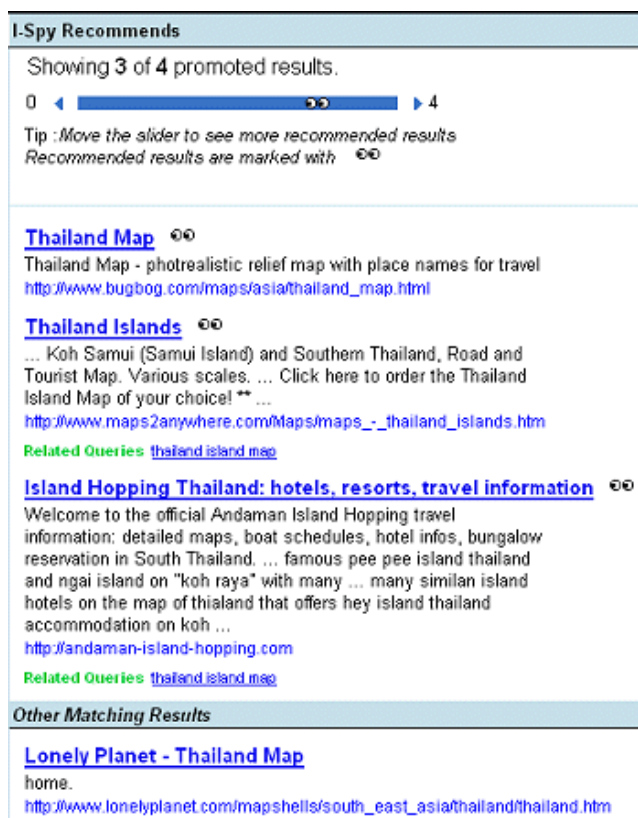 I-Spy Recommends
Showing 3 of 4 promoted results.
0 4
Tip :Move the slider to see more recommended results
Recommended results are marked with
Thailand Map
Thailand Map - photrealistic relief map with place names for travel
http://www.bugbog.com/maps/asia/thailand_map.html
Thailand Islands
... Koh Samui (Samui Island) and Southern Thailand, Road and
Tourist Map. Various scales. ... Click here to order the Thailand
Island Map of your choice! ** ...
http://www.maps2anywhere.com/Maps/maps_-_thailand_islands.htm
Related Queries thailand island map
Island Hopping Thailand: hotels, resorts, travel information
Welcome to the official Andaman Island Hopping travel
information: detailed maps, boat schedules, hotel infos, bungalow
reservation in South Thailand. ... famous pee pee island thailand
and ngai island on "koh raya" with many ... many similan island
hotels on the map of thialand that offers hey island thailand
accommodation on koh ...
http://andaman-island-hopping.com
Related Queries thailand island map
Other Matching Results
Lonely Planet - Thailand Map
home.
http://www.lonelyplanet.com/mapshells/south_east_asia/thailand/thailand.htm